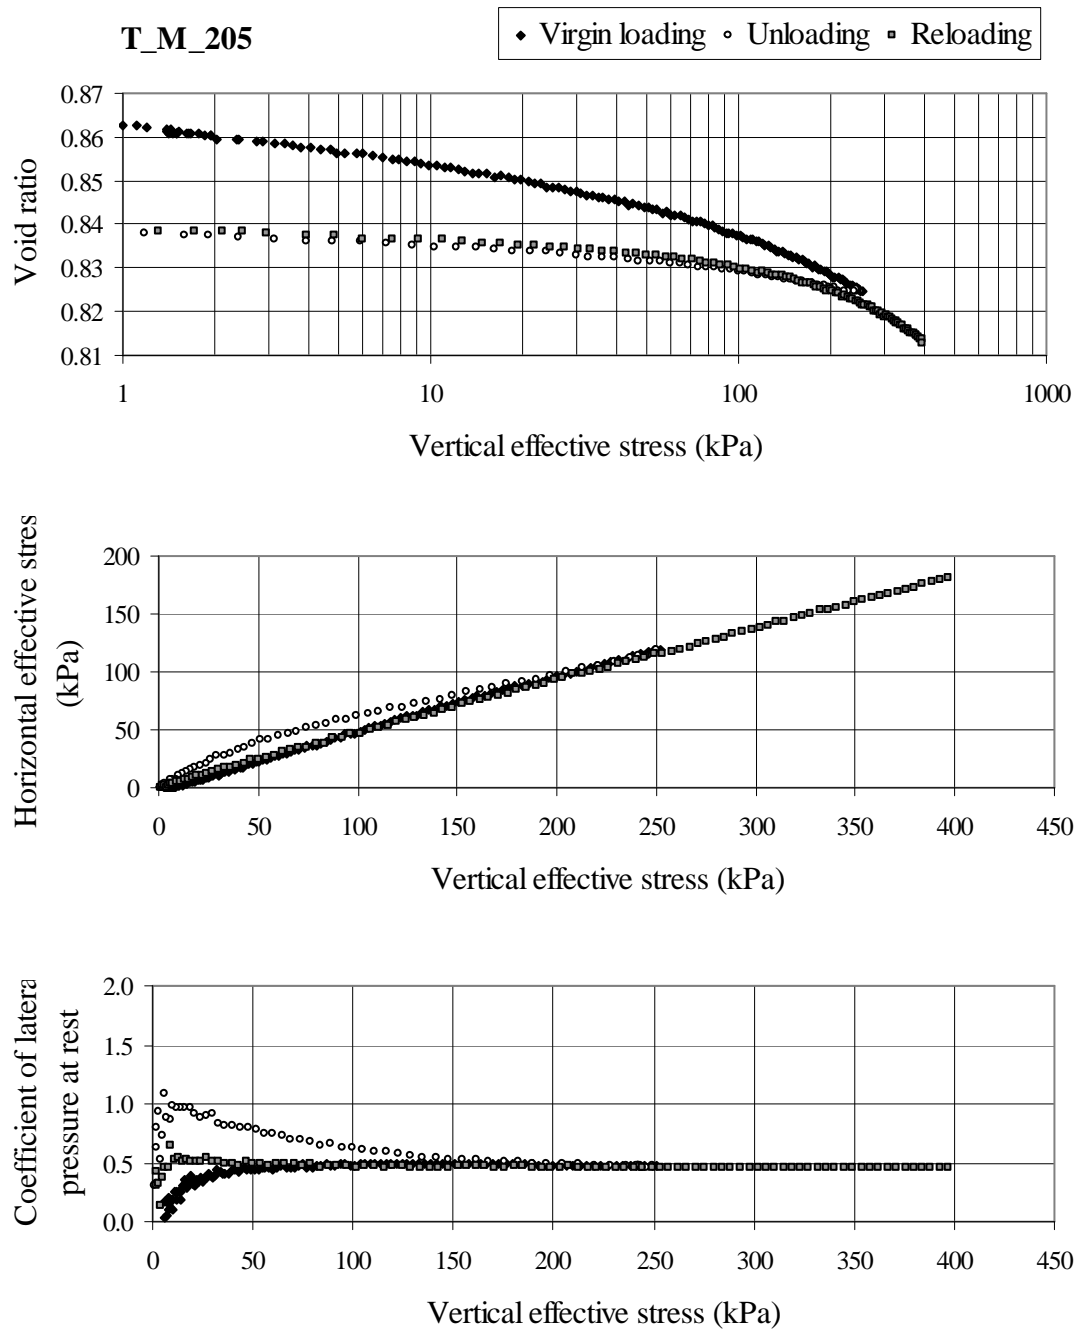 T_M_205
Virgin loading Unloading Reloading
0.87
0.86
0.85
0.84
0.83
0.82
0.81
Void ratio
1 10 100 1000
Vertical effective stress (kPa)
200
150
100
50
0
Horizontal effective stres
(kPa)
0 50 100 150 200 250 300 350 400 450
Vertical effective stress (kPa)
2.0
1.5
1.0
0.5
0.0
Coefficient of latera
pressure at rest
0 50 100 150 200 250 300 350 400 450
Vertical effective stress (kPa)